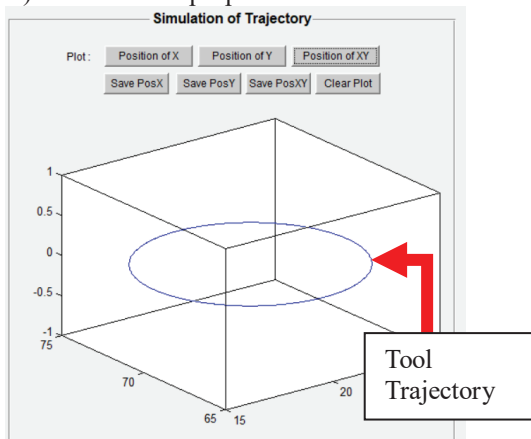 Simulation of Trajectory
Plot : Position of X Position of Y Position of XY
Save PosX Save PosY Save PosXY Clear Plot
1
0.5
0
-0.5
-1
75
70
65 15
20
Tool
Trajectory